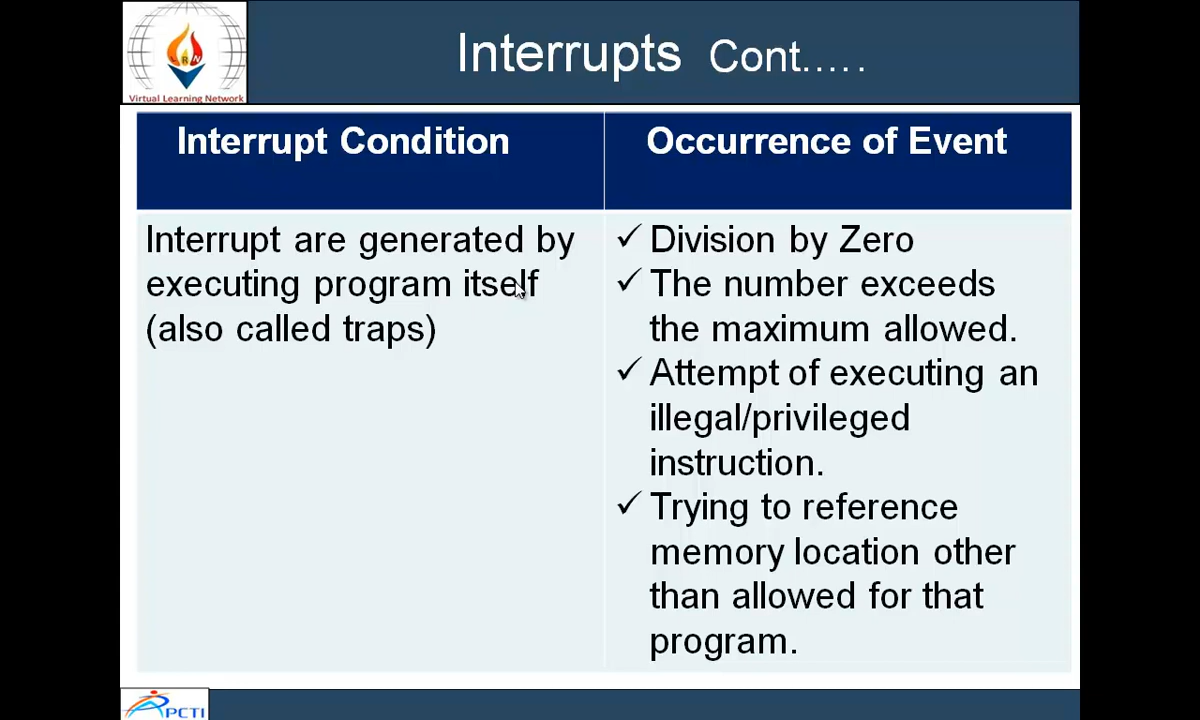 Virtual Learning Network
Interrupts Cont.....
Interrupt Condition
Occurrence of Event
Interrupt are generated by
executing program itself
(also called traps)
✓ Division by Zero
✓ The number exceeds
the maximum allowed.
✓ Attempt of executing an
illegal/privileged
instruction.
✓ Trying to reference
memory location other
than allowed for that
program.
PCTI